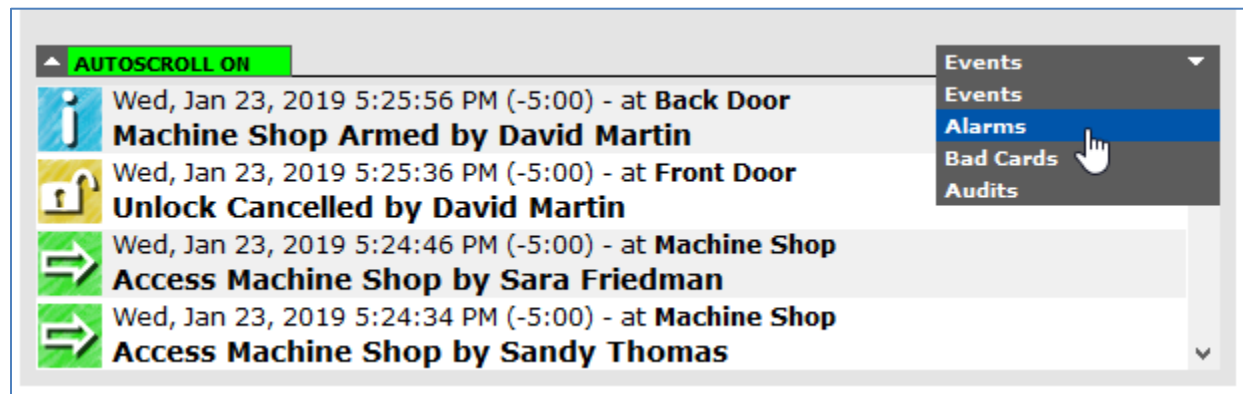 AUTOSCROLL ON
Events
Events
Alarms
Bad Cards
Audits
Wed, Jan 23, 2019 5:25:56 PM (-5:00) - at Back Door
Machine Shop Armed by David Martin
Wed, Jan 23, 2019 5:25:36 PM (-5:00) - at Front Door
Unlock Cancelled by David Martin
Wed, Jan 23, 2019 5:24:46 PM (-5:00) - at Machine Shop
Access Machine Shop by Sara Friedman
Wed, Jan 23, 2019 5:24:34 PM (-5:00) - at Machine Shop
Access Machine Shop by Sandy Thomas